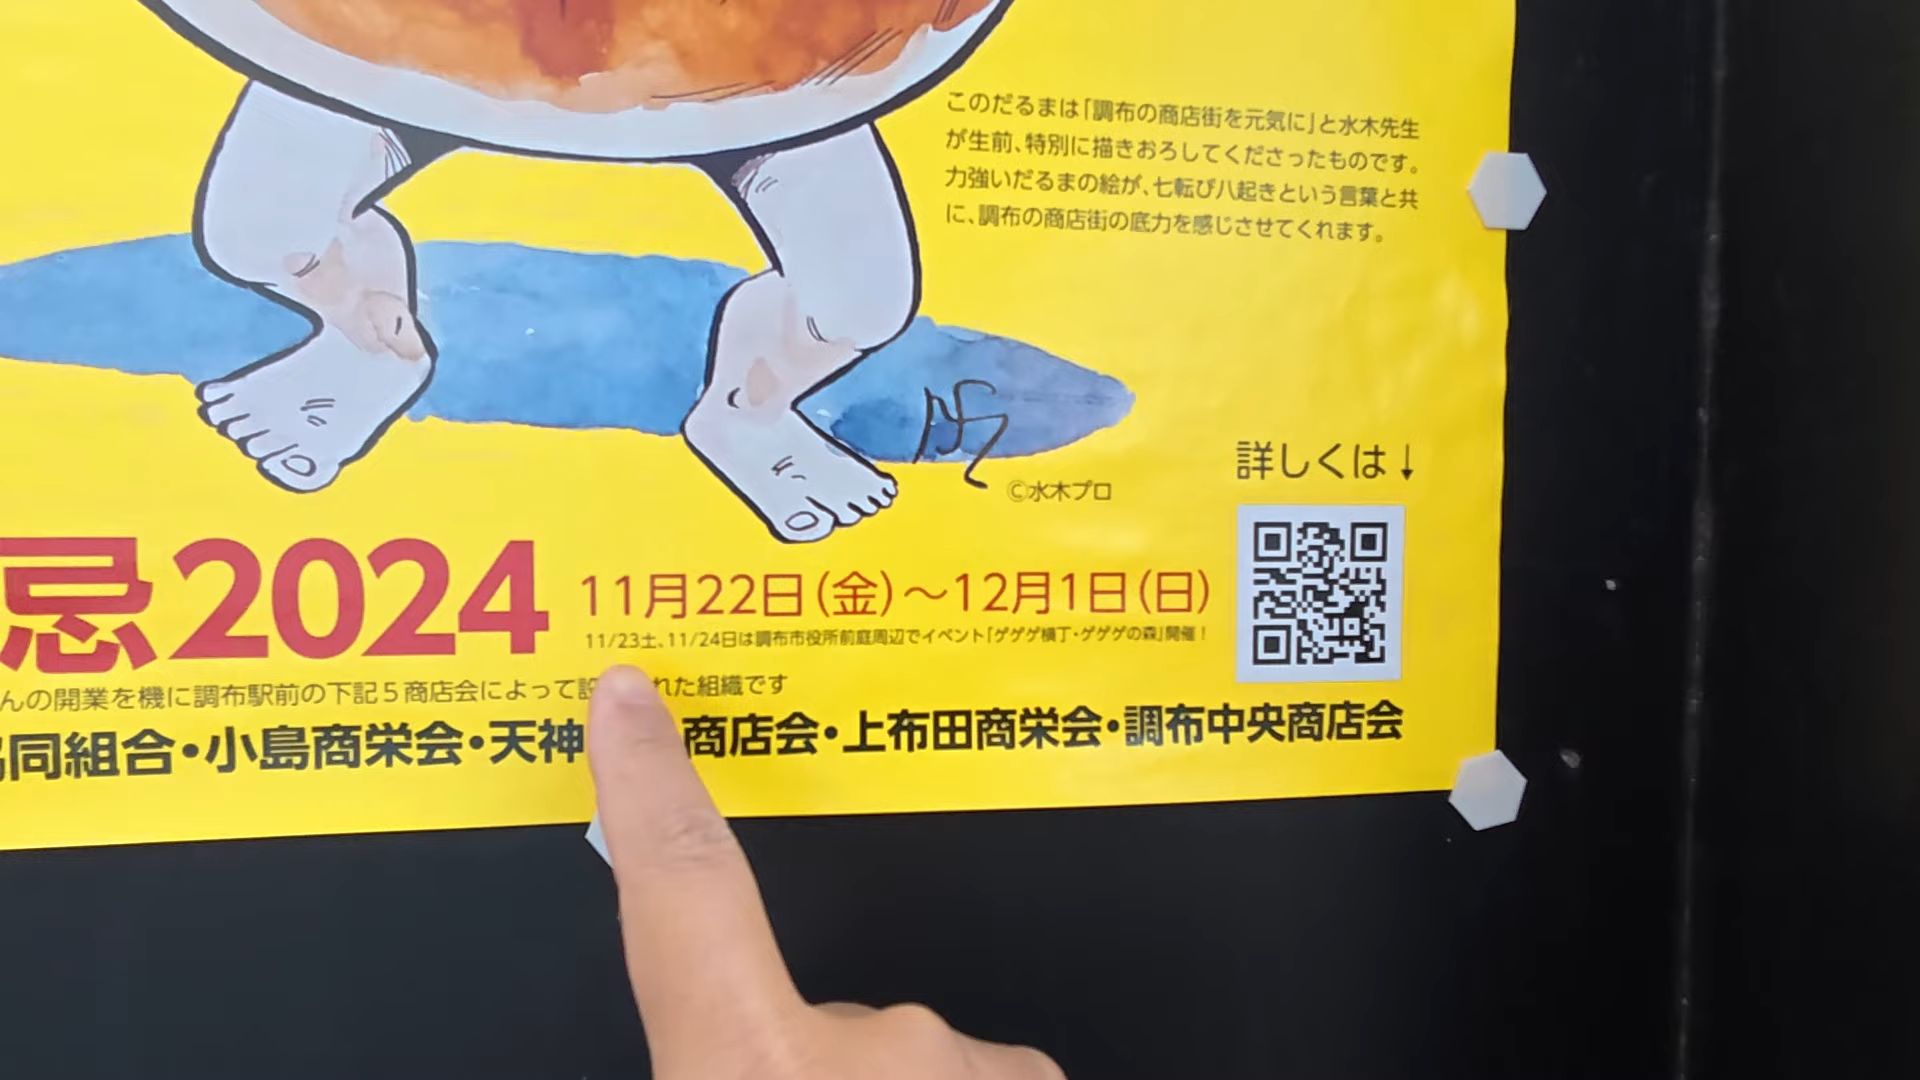 このだるまは「調布の商店街を元気に」と水木先生
が生前、特別に描きおろしてくださったものです。
力強いだるまの絵が、七転び八起きという言葉と共
に、調布の商店街の底力を感じさせてくれます。
詳しくは↓
©水木プロ
忌2024 11月22日(金)〜12月1日(日)
11/23土、11/24日は調布市役所前庭周辺でイベント「ゲゲゲ横丁・ゲゲゲの森」開催！
んの開業を機に調布駅前の下記5商店会によって設 れた組織です
同組合・小島商栄会・天神 商店会・上布田商栄会・調布中央商店会